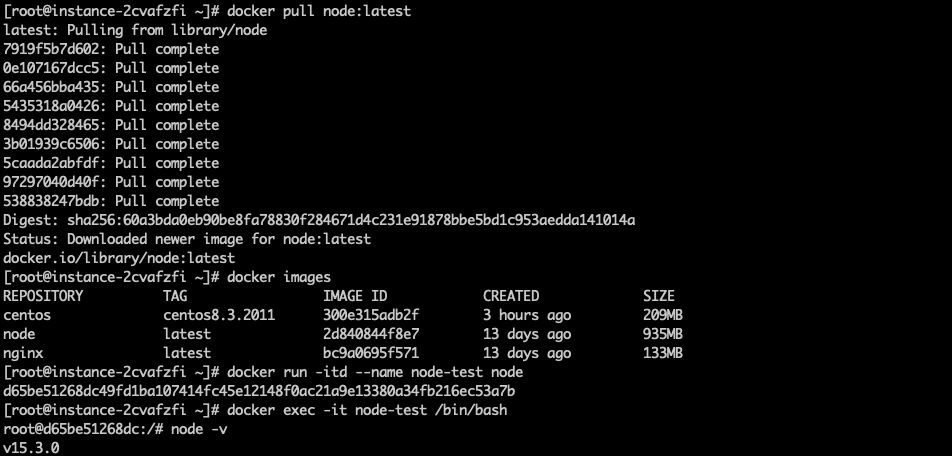 [root@instance-2cvafzfi ~]# docker pull node:latest
latest: Pulling from library/node
7919f5b7d602: Pull complete
0e107167dcc5: Pull complete
66a456bba435: Pull complete
5435318a0426: Pull complete
8494dd328465: Pull complete
3b01939c6506: Pull complete
5caada2abfdf: Pull complete
97297040d40f: Pull complete
538838247bdb: Pull complete
Digest: sha256:60a3bda0eb90be8fa78830f284671d4c231e91878bbe5bd1c953aedda141014a
Status: Downloaded newer image for node:latest
docker.io/library/node:latest
[root@instance-2cvafzfi ~]# docker images
REPOSITORY TAG IMAGE ID CREATED SIZE
centos centos8.3.2011 300e315adb2f 3 hours ago 209MB
node latest 2d840844f8e7 13 days ago 935MB
nginx latest bc9a0695f571 13 days ago 133MB
[root@instance-2cvafzfi ~]# docker run -itd --name node-test node
d65be51268dc49fd1ba107414fc45e12148f0ac21a9e13380a34fb216ec53a7b
[root@instance-2cvafzfi ~]# docker exec -it node-test /bin/bash
root@d65be51268dc:/# node -v
v15.3.0